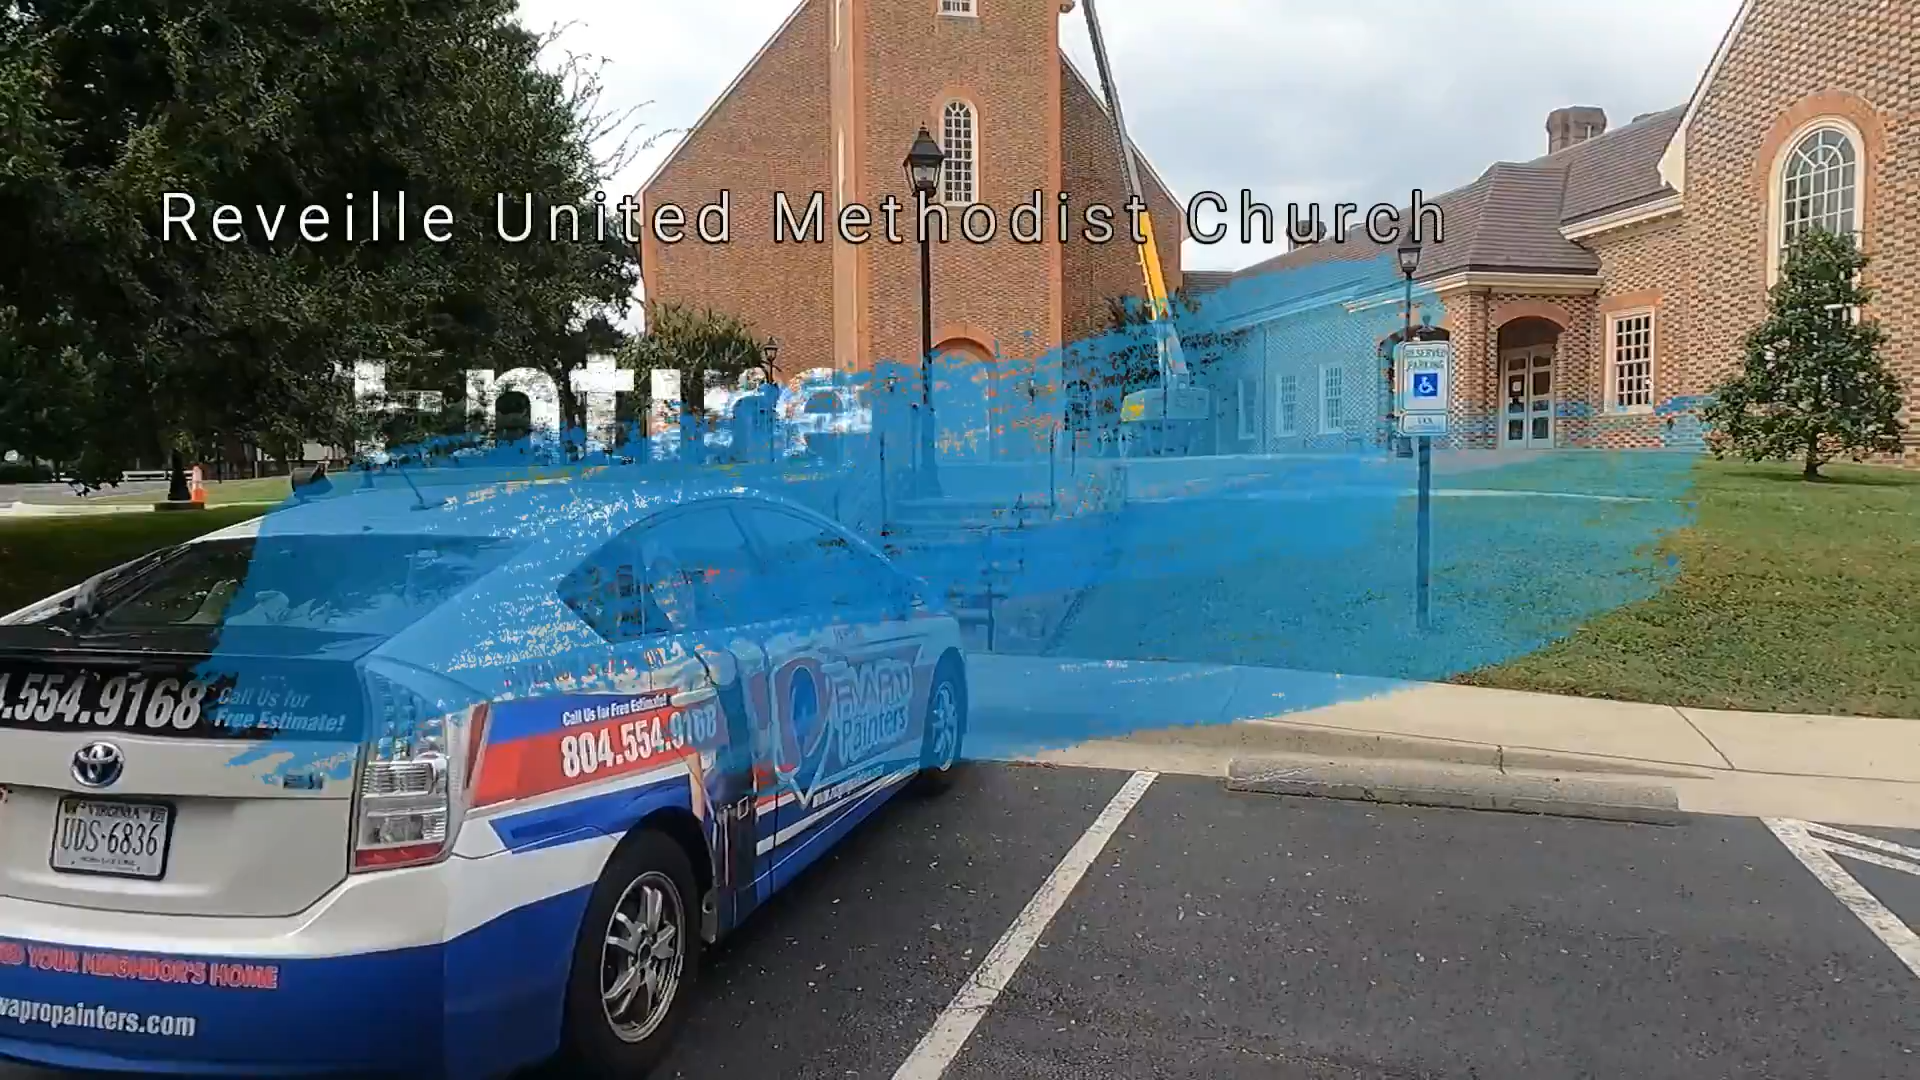 Reveille United Methodist Church
Entire
RESERVED
PARKING
.554.9168
Call Us for
Free Estimate!
Call Us for Free Estimate!
804.554.9168
Painters
VIRGINIA
UDS-6836
YOUR NEIGHBOR'S HOME
vapropainters.com